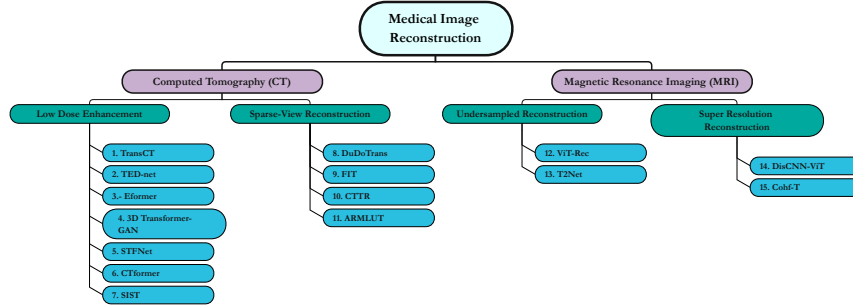 Medical Image
Reconstruction
Computed Tomography (CT)
Magnetic Resonance Imaging (MRI)
Low Dose Enhancement
Sparse-View Reconstruction
Undersampled Reconstruction
Super Resolution
Reconstruction
1. TransCT
2. TED-net
3.- Eformer
4. 3D Transformer-
GAN
5. STFNet
6. CTformer
7. SIST
8. DuDoTrans
9. FIT
10. CTTR
11. ARMLUT
12. ViT-Rec
13. T2Net
14. DisCNN-ViT
15. Cohf-T